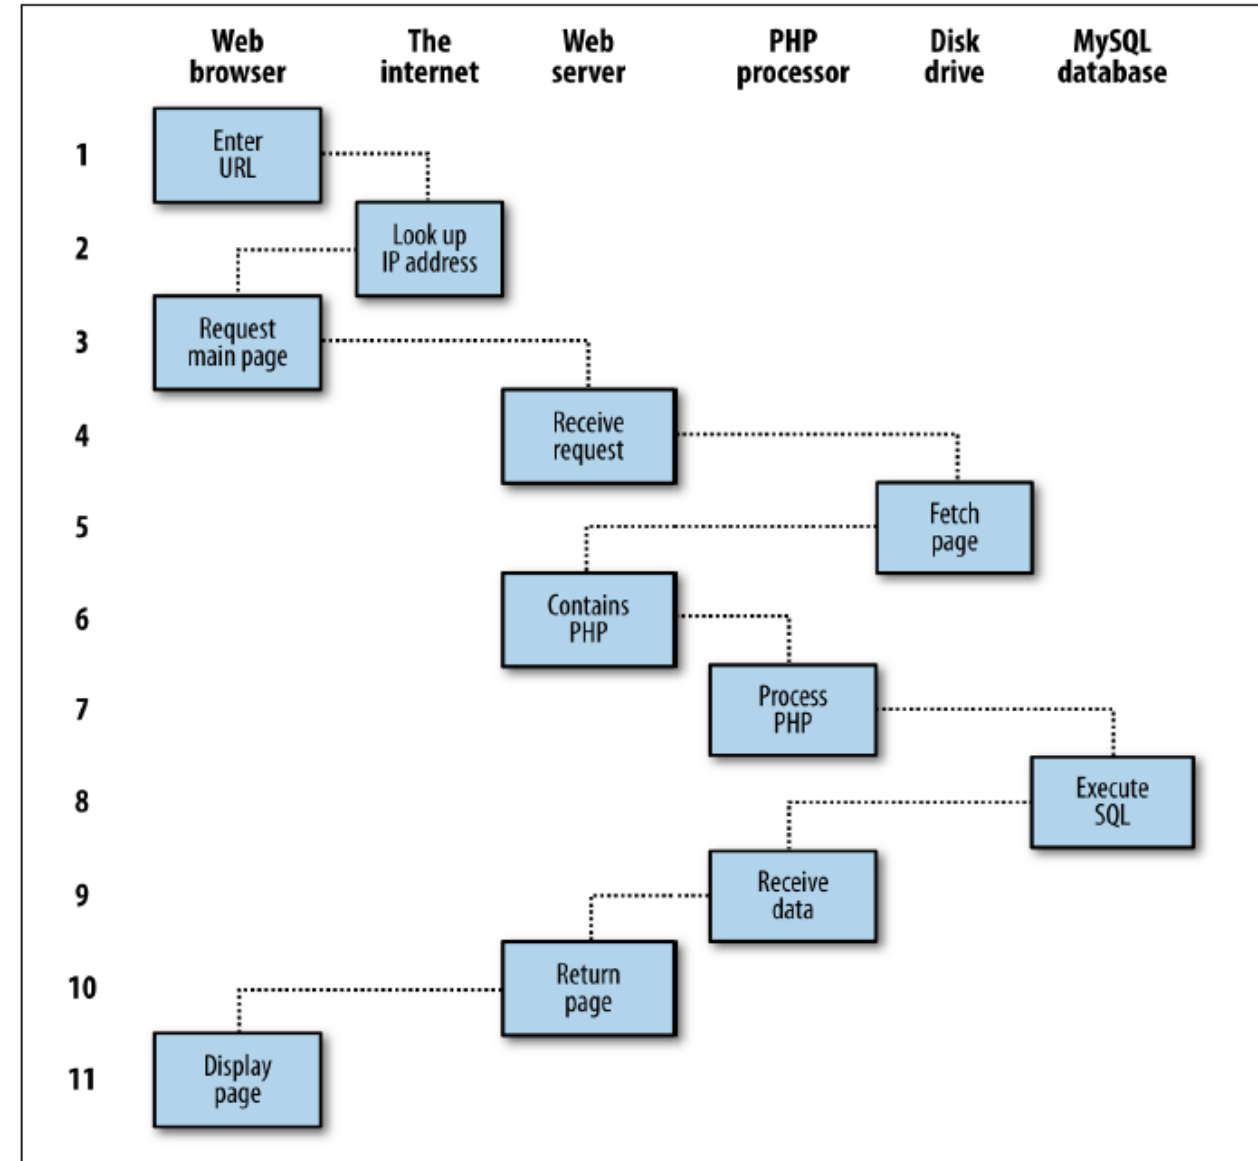 Web
browser
The
internet
Web
server
PHP
processor
Disk
drive
MySQL
database
1
Enter
URL
2
Look up
IP address
3
Request
main page
4
Receive
request
5
Fetch
page
6
Contains
PHP
7
Process
PHP
8
Execute
SQL
9
Receive
data
10
Return
page
11
Display
page